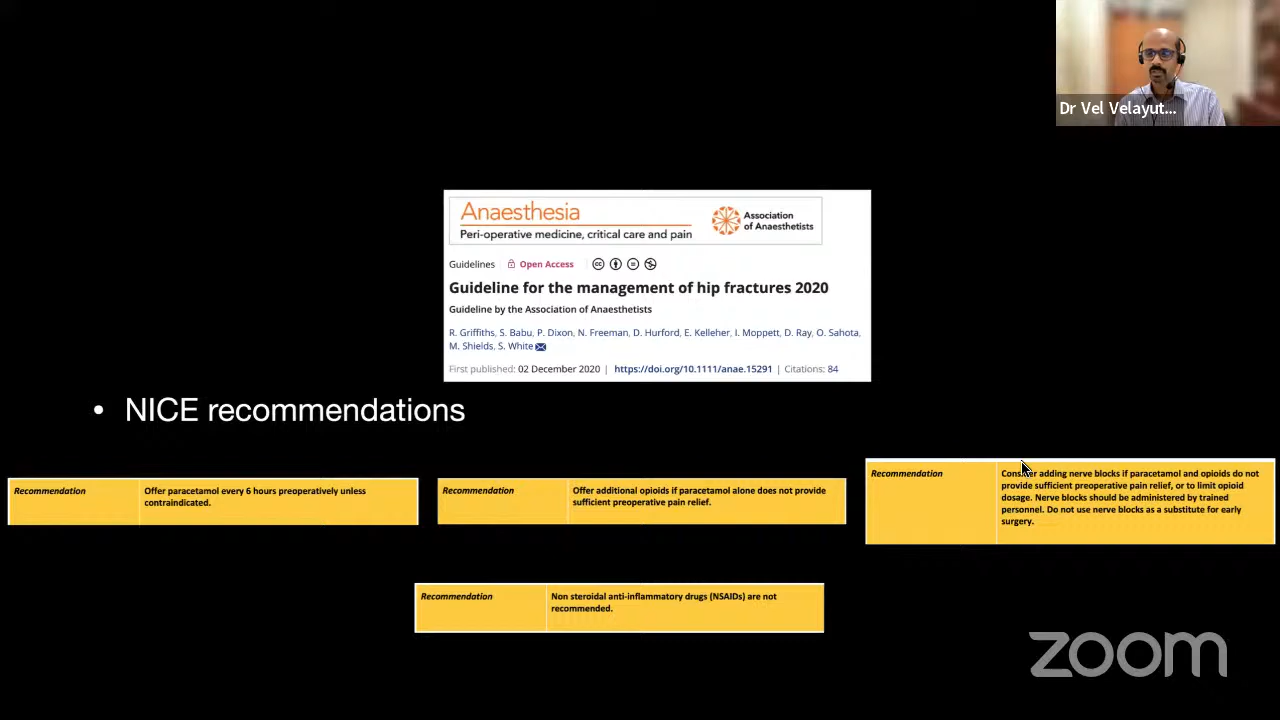 Dr Vel Velayut...
Anaesthesia
Peri-operative medicine, critical care and pain
Association
of Anaesthetists
Guidelines
Open Access
Guideline for the management of hip fractures 2020
Guideline by the Association of Anaesthetists
R. Griffiths, S. Babu, P. Dixon, N. Freeman, D. Hurford, E. Kelleher, I. Moppett, D. Ray, O. Sahota,
M. Shields, S. White
First published: 02 December 2020 | https://doi.org/10.1111/anae.15291 | Citations: 84
• NICE recommendations
Recommendation
Offer paracetamol every 6 hours preoperatively unless
contraindicated.
Recommendation
Offer additional opioids if paracetamol alone does not provide
sufficient preoperative pain relief.
Recommendation
Consider adding nerve blocks if paracetamol and opioids do not
provide sufficient preoperative pain relief, or to limit opioid
dosage. Nerve blocks should be administered by trained
personnel. Do not use nerve blocks as a substitute for early
surgery.
Recommendation
Non steroidal anti-inflammatory drugs (NSAIDs) are not
recommended.
zoom